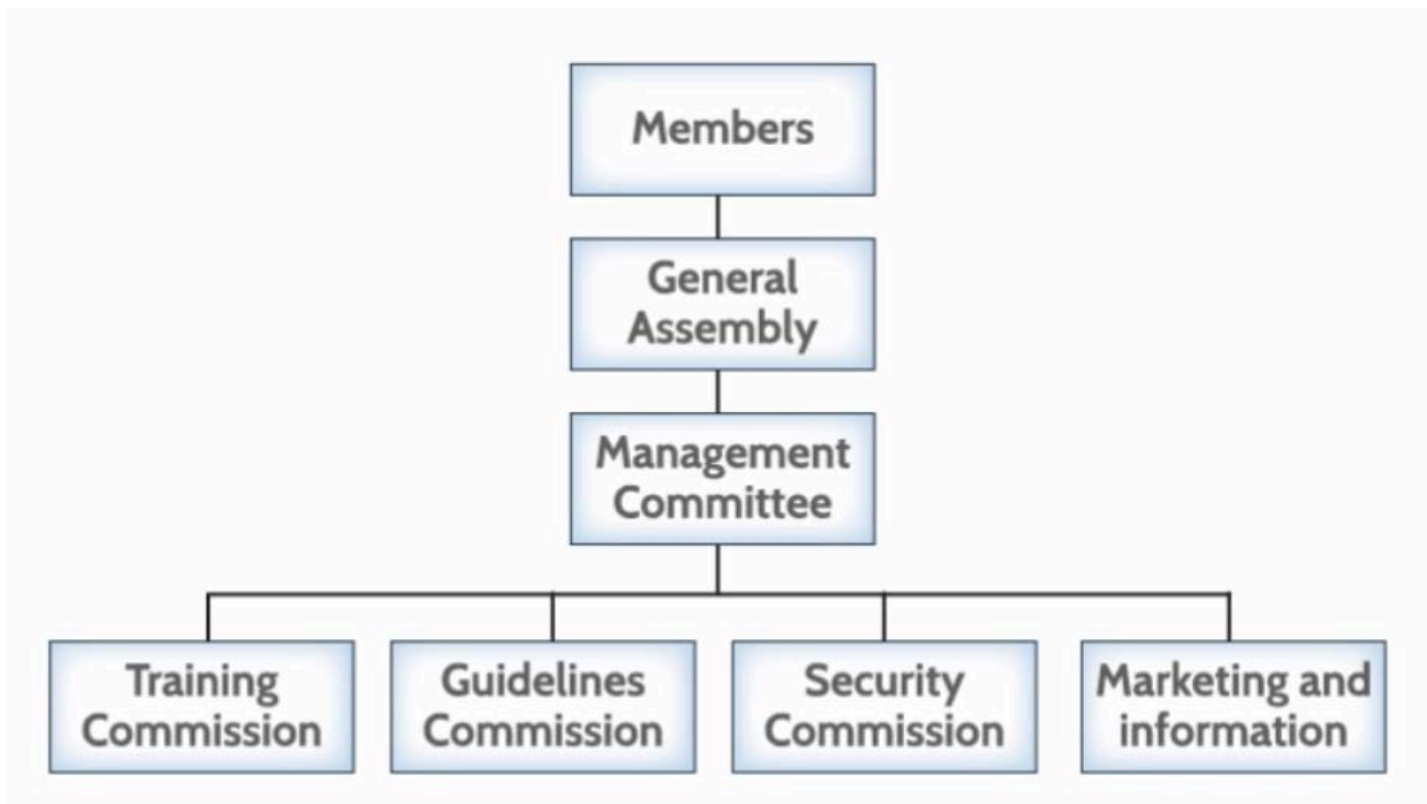 Members
General
Assembly
Management
Committee
Training
Commission
Guidelines
Commission
Security
Commission
Marketing and
information